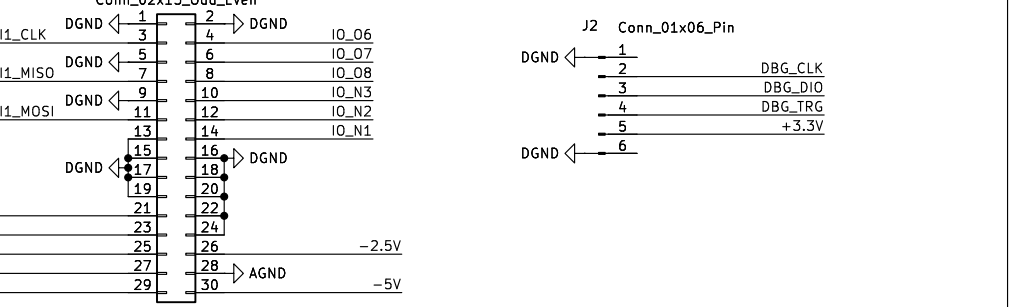 Conn_02x15_Odd_Even
DGND 1 2 DGND
I1_CLK 3 4 IO_O6
DGND 5 6 IO_O7
I1_MISO 7 8 IO_O8
DGND 9 10 IO_N3
I1_MOSI 11 12 IO_N2
13 14 IO_N1
15 16 DGND
DGND 17 18
19 20
21 22
23 24
25 26 -2.5V
27 28 AGND
29 30 -5V
J2 Conn_01x06_Pin
DGND 1
2 DBG_CLK
3 DBG_DIO
4 DBG_TRG
5 +3.3V
DGND 6